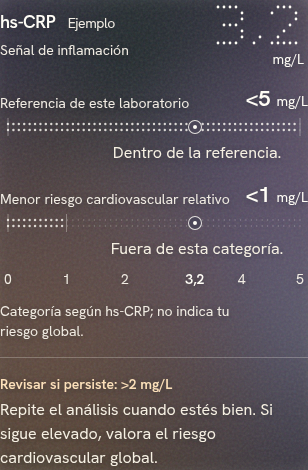 hs-CRP Ejemplo
3.2
Señal de inflamación
mg/L
Referencia de este laboratorio <5 mg/L
Dentro de la referencia.
Menor riesgo cardiovascular relativo <1 mg/L
Fuera de esta categoría.
0 1 2 3,2 4 5
Categoría según hs-CRP; no indica tu
riesgo global.
Revisar si persiste: >2 mg/L
Repite el análisis cuando estés bien. Si
sigue elevado, valora el riesgo
cardiovascular global.